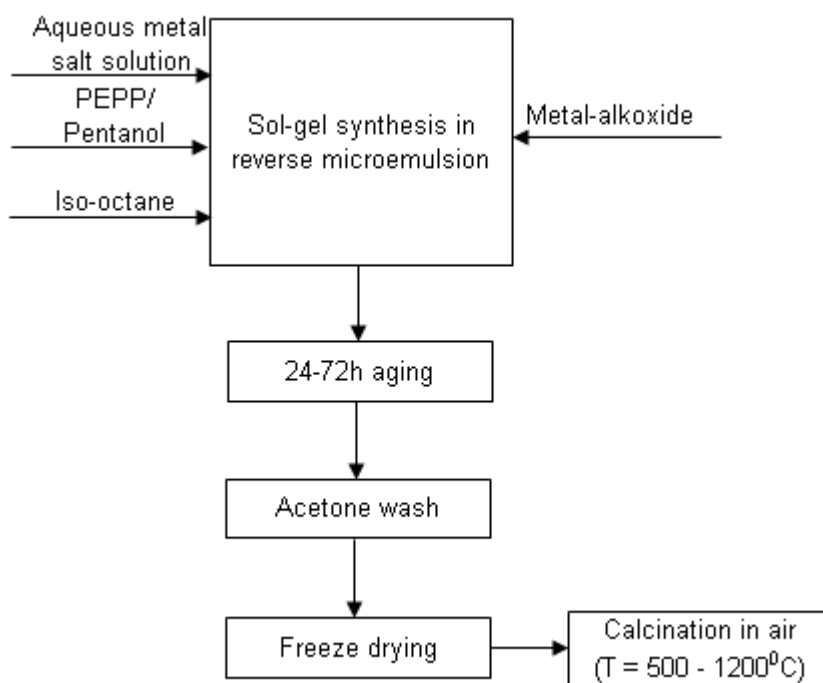 Aqueous metal
salt solution
PEPP/
Pentanol
Iso-octane
Sol-gel synthesis in
reverse microemulsion
Metal-alkoxide
24-72h aging
Acetone wash
Freeze drying
Calcination in air
(T = 500 - 1200⁰C)